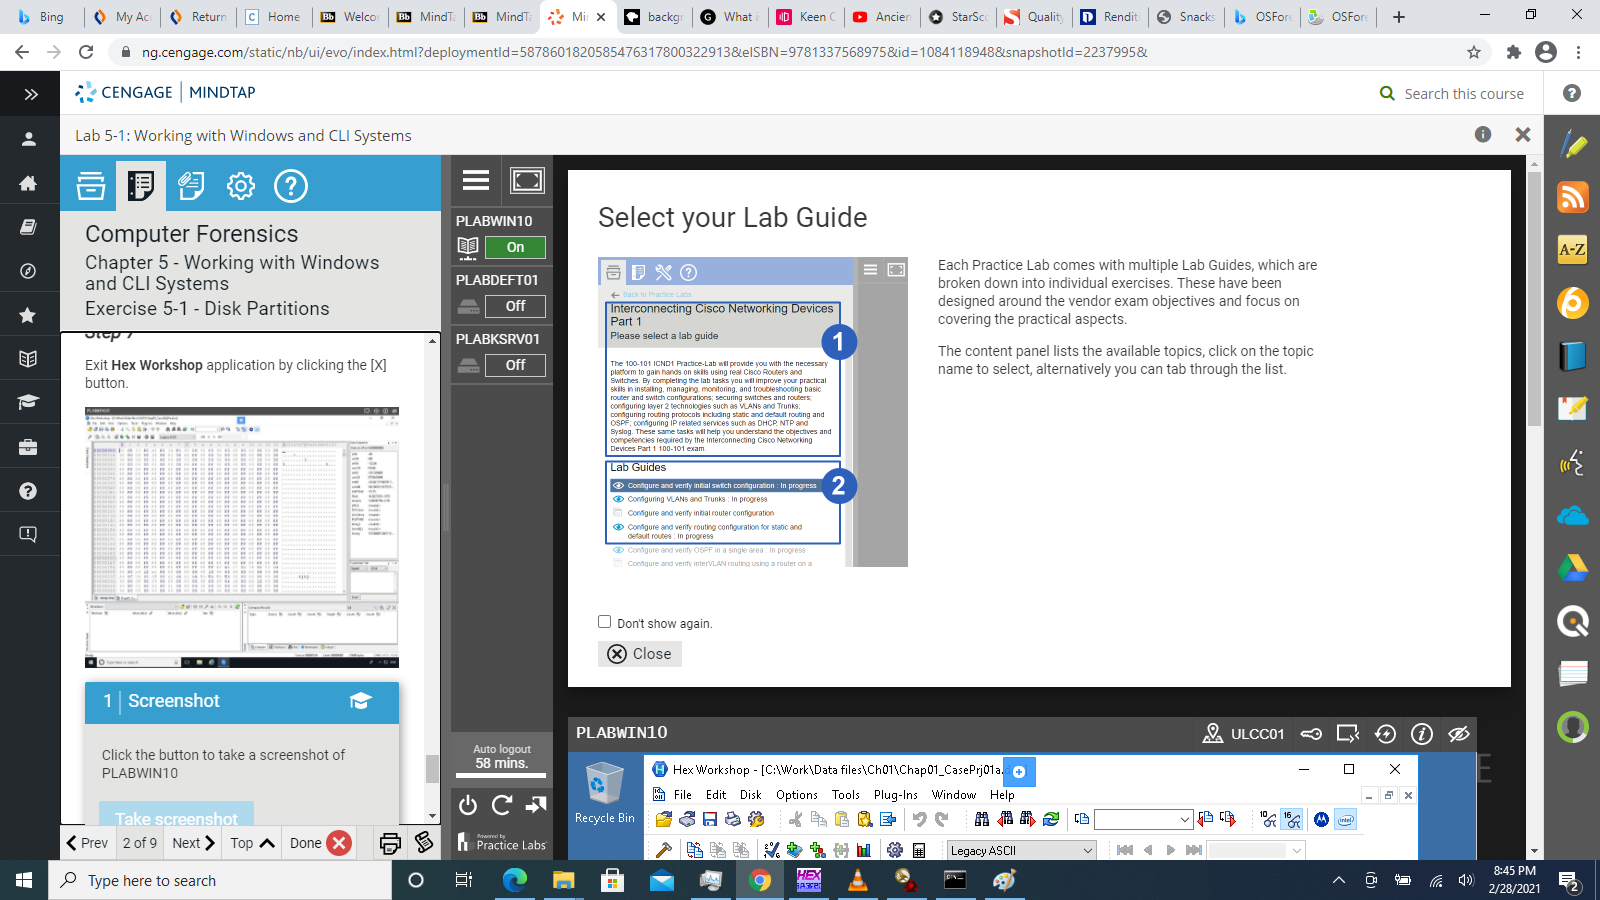 Bing
My Ac
Return
Home
Welcor
MindTa
MindTa
Mi
backgr
What i
Keen C
Ancien
StarSc
Quality
Renditi
Snacks
OSFore
OSFore
ng.cengage.com/static/nb/ui/evo/index.html?deploymentId=5878601820585476317800322913&eISBN=9781337568975&id=1084118948&snapshotId=2237995&
CENGAGE | MINDTAP
Search this course
Lab 5-1: Working with Windows and CLI Systems
Computer Forensics
Chapter 5 - Working with Windows
and CLI Systems
Exercise 5-1 - Disk Partitions
Step 7
Exit Hex Workshop application by clicking the [X]
button.
1 Screenshot
Click the button to take a screenshot of
PLABWIN10
Take screenshot
Prev
2 of 9
Next
Top
Done
PLABWIN10
On
PLABDEFT01
Off
PLABKSRV01
Off
Auto logout
58 mins.
Powered by
Practice Labs
Select your Lab Guide
Back to Practice Labs
Interconnecting Cisco Networking Devices
Part 1
Please select a lab guide
1
The 100-101 ICND1 Practice-Lab will provide you with the necessary
platform to gain hands on skills using real Cisco Routers and
Switches. By completing the lab tasks you will improve your practical
skills in installing, managing, monitoring, and troubleshooting basic
router and switch configurations; securing switches and routers;
configuring layer 2 technologies such as VLANs and Trunks;
configuring routing protocols including static and default routing and
OSPF; configuring IP related services such as DHCP, NTP and
Syslog. These same tasks will help you understand the objectives and
competencies required by the Interconnecting Cisco Networking
Devices Part 1 100-101 exam.
Lab Guides
2
Configure and verify initial switch configuration : In progress
Configuring VLANs and Trunks : In progress
Configure and verify initial router configuration
Configure and verify routing configuration for static and
default routes : In progress
Configure and verify OSPF in a single area : In progress
Configure and verify interVLAN routing using a router on a
Each Practice Lab comes with multiple Lab Guides, which are
broken down into individual exercises. These have been
designed around the vendor exam objectives and focus on
covering the practical aspects.
The content panel lists the available topics, click on the topic
name to select, alternatively you can tab through the list.
Don't show again.
Close
PLABWIN10
ULCC01
Recycle Bin
Hex Workshop - [C:\Work\Data files\Ch01\Chap01_CasePrj01a.
File Edit Disk Options Tools Plug-Ins Window Help
Legacy ASCII
A-Z
Type here to search
8:45 PM
2/28/2021
2